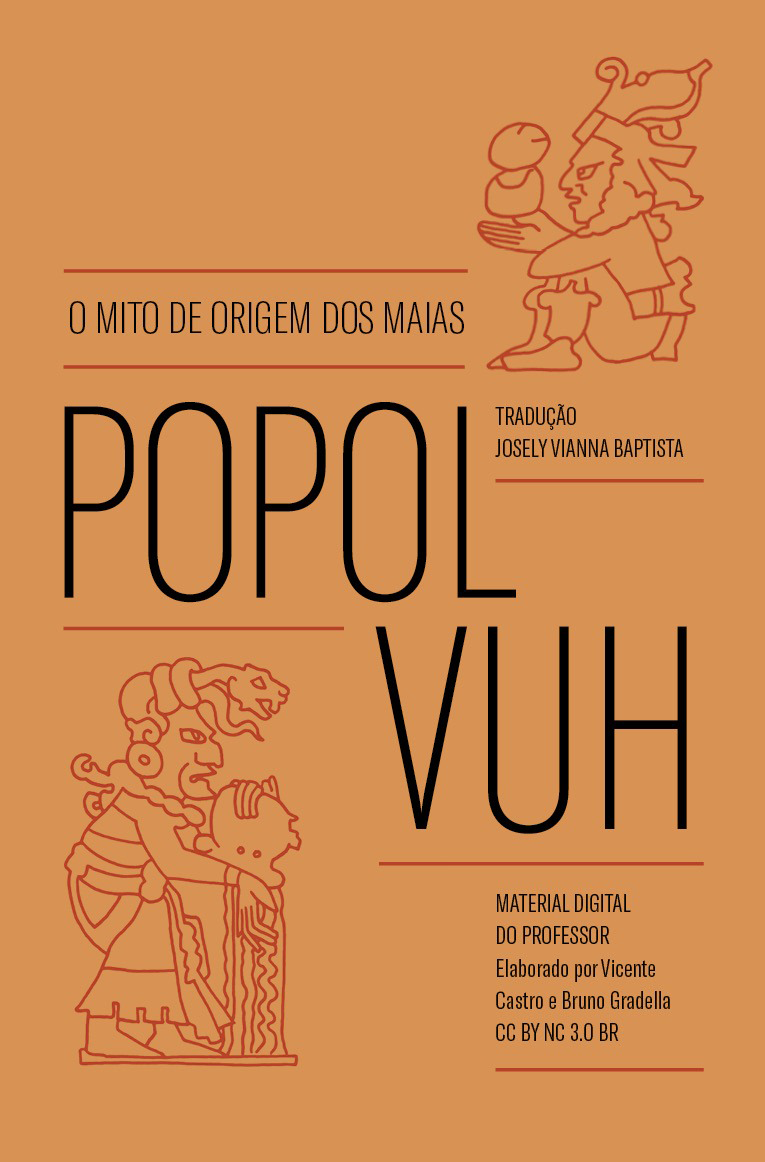 O MITO DE ORIGEM DOS MAIAS
POPOL
TRADUÇÃO
JOSELY VIANNA BAPTISTA
VUH
MATERIAL DIGITAL
DO PROFESSOR
Elaborado por Vicente
Castro e Bruno Gradella
CC BY NC 3.0 BR